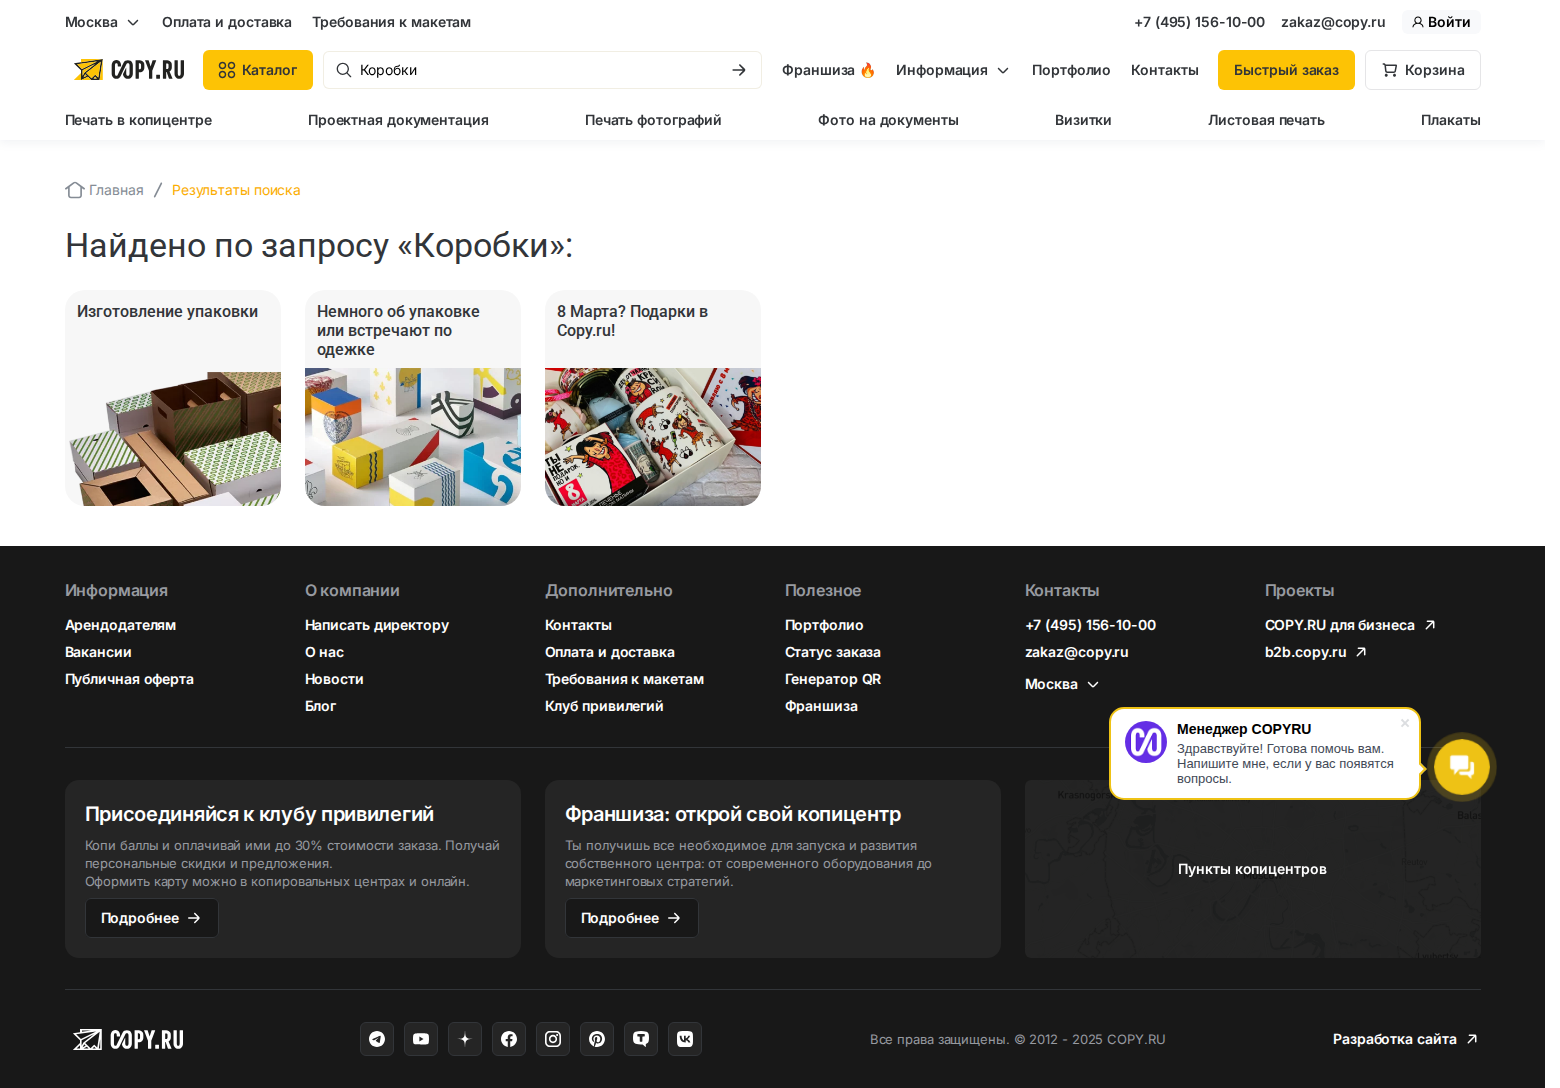 Москва
Оплата и доставка
Требования к макетам
+7 (495) 156-10-00
zakaz@copy.ru
Войти
COPY.RU
Каталог
Коробки
Франшиза 🔥
Информация
Портфолио
Контакты
Быстрый заказ
Корзина
Печать в копицентре
Проектная документация
Печать фотографий
Фото на документы
Визитки
Листовая печать
Плакаты
Главная / Результаты поиска
Найдено по запросу «Коробки»:
Изготовление упаковки
Немного об упаковке
или встречают по
одежке
8 Марта? Подарки в
Copy.ru!
ТЫ
НЕ
ПОДАРОК,
НО И
8
Информация
Арендодателям
Вакансии
Публичная оферта
О компании
Написать директору
О нас
Новости
Блог
Дополнительно
Контакты
Оплата и доставка
Требования к макетам
Клуб привилегий
Полезное
Портфолио
Статус заказа
Генератор QR
Франшиза
Контакты
+7 (495) 156-10-00
zakaz@copy.ru
Москва
Проекты
COPY.RU для бизнеса
b2b.copy.ru
Менеджер COPYRU
Здравствуйте! Готова помочь вам.
Напишите мне, если у вас появятся
вопросы.
Присоединяйся к клубу привилегий
Копи баллы и оплачивай ими до 30% стоимости заказа. Получай
персональные скидки и предложения.
Оформить карту можно в копировальных центрах и онлайн.
Подробнее
Франшиза: открой свой копицентр
Ты получишь все необходимое для запуска и развития
собственного центра: от современного оборудования до
маркетинговых стратегий.
Подробнее
Пункты копицентров
COPY.RU
Все права защищены. © 2012 - 2025 COPY.RU
Разработка сайта